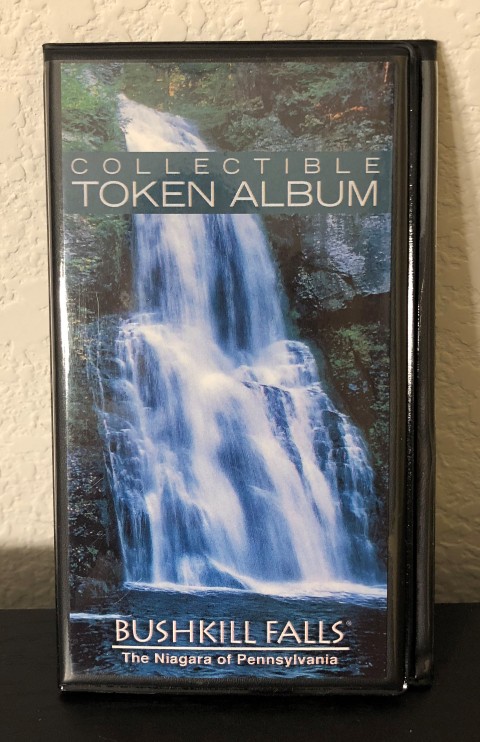 COLLECTIBLE
TOKEN ALBUM
BUSHKILL FALLS®
The Niagara of Pennsylvania